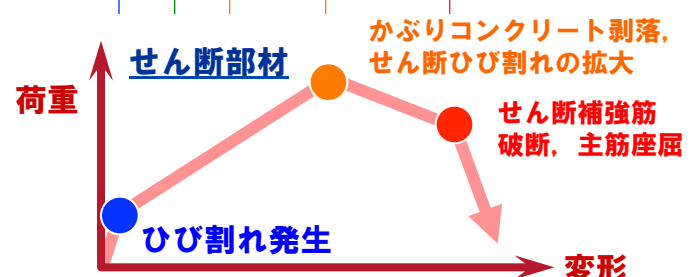 かぶりコンクリート剥落,
せん断ひび割れの拡大
せん断部材
荷重
せん断補強筋
破断, 主筋座屈
ひび割れ発生
変形